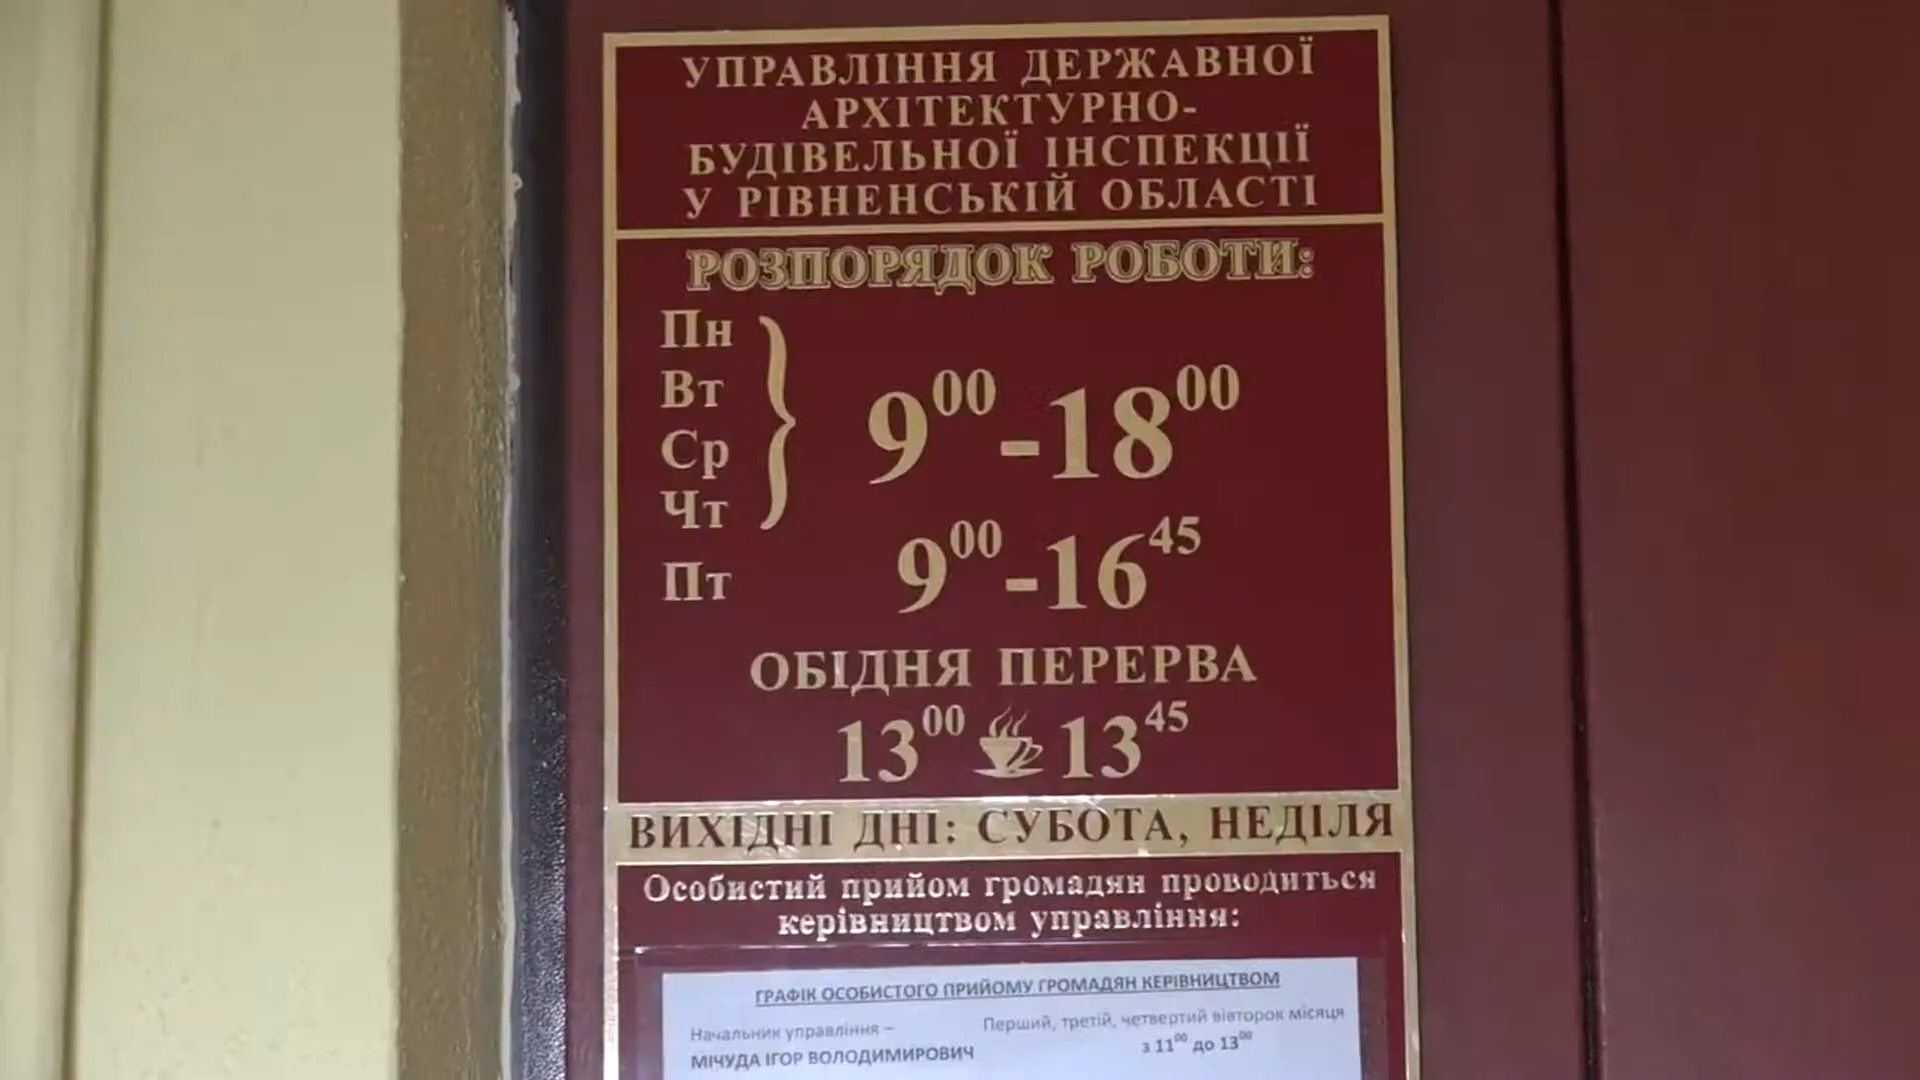 УПРАВЛІННЯ ДЕРЖАВНОЇ
АРХІТЕКТУРНО-
БУДІВЕЛЬНОЇ ІНСПЕКЦІЇ
У РІВНЕНСЬКІЙ ОБЛАСТІ
РОЗПОРЯДОК РОБОТИ:
Пн
Вт
Ср
Чт
9⁰⁰-18⁰⁰
Пт 9⁰⁰-16⁴⁵
ОБІДНЯ ПЕРЕРВА
13⁰⁰ 13⁴⁵
ВИХІДНІ ДНІ: СУБОТА, НЕДІЛЯ
Особистий прийом громадян проводиться
керівництвом управління:
ГРАФІК ОСОБИСТОГО ПРИЙОМУ ГРОМАДЯН КЕРІВНИЦТВОМ
Начальник управління –
МІЧУДА ІГОР ВОЛОДИМИРОВИЧ
Перший, третій, четвертий вівторок місяця
з 11⁰⁰ до 13⁰⁰